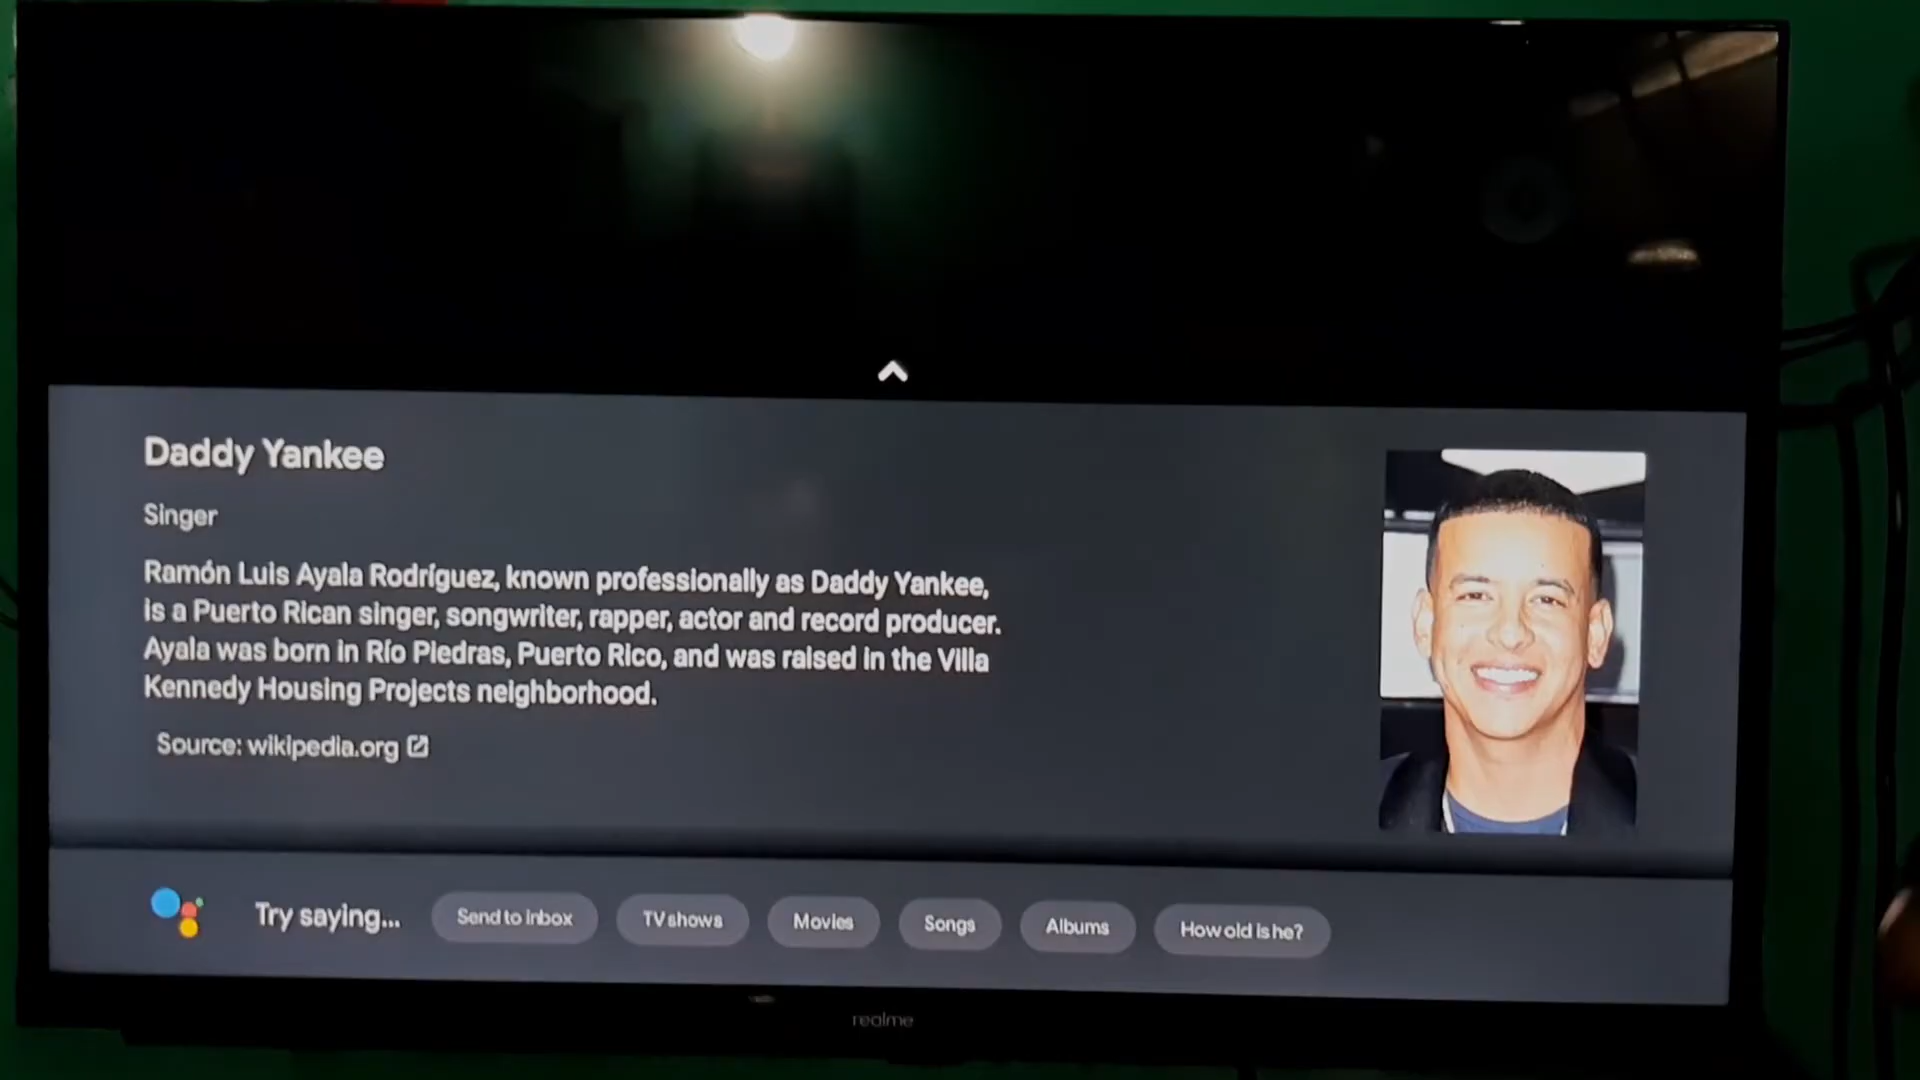 Daddy Yankee
Singer
Ramón Luis Ayala Rodríguez, known professionally as Daddy Yankee,
is a Puerto Rican singer, songwriter, rapper, actor and record producer.
Ayala was born in Río Piedras, Puerto Rico, and was raised in the Villa
Kennedy Housing Projects neighborhood.
Source: wikipedia.org
Try saying... Send to inbox TV shows Movies Songs Albums How old is he?
realme